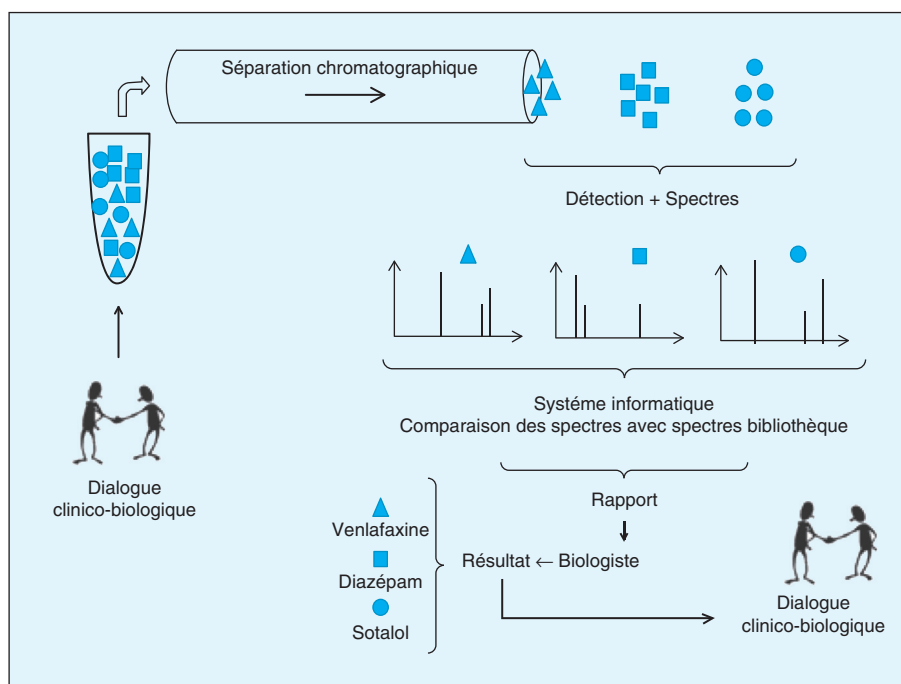 Séparation chromatographique
Détection + Spectres
Systéme informatique
Comparaison des spectres avec spectres bibliothèque
Dialogue
clinico-biologique
Rapport
Venlafaxine
Résultat ← Biologiste
Diazépam
Sotalol
Dialogue
clinico-biologique